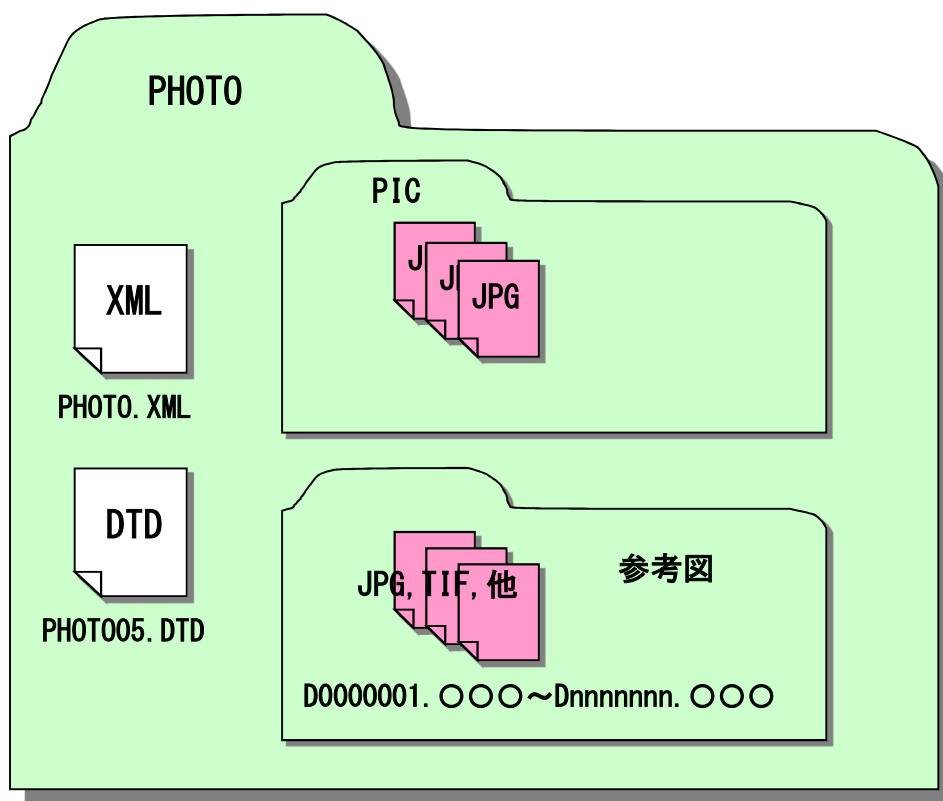 PHOTO
PIC
J
J
JPG
XML
PHOTO.XML
DTD
PHOTO05.DTD
JPG,TIF,他
参考図
D0000001.○○○～Dnnnnnnn.○○○